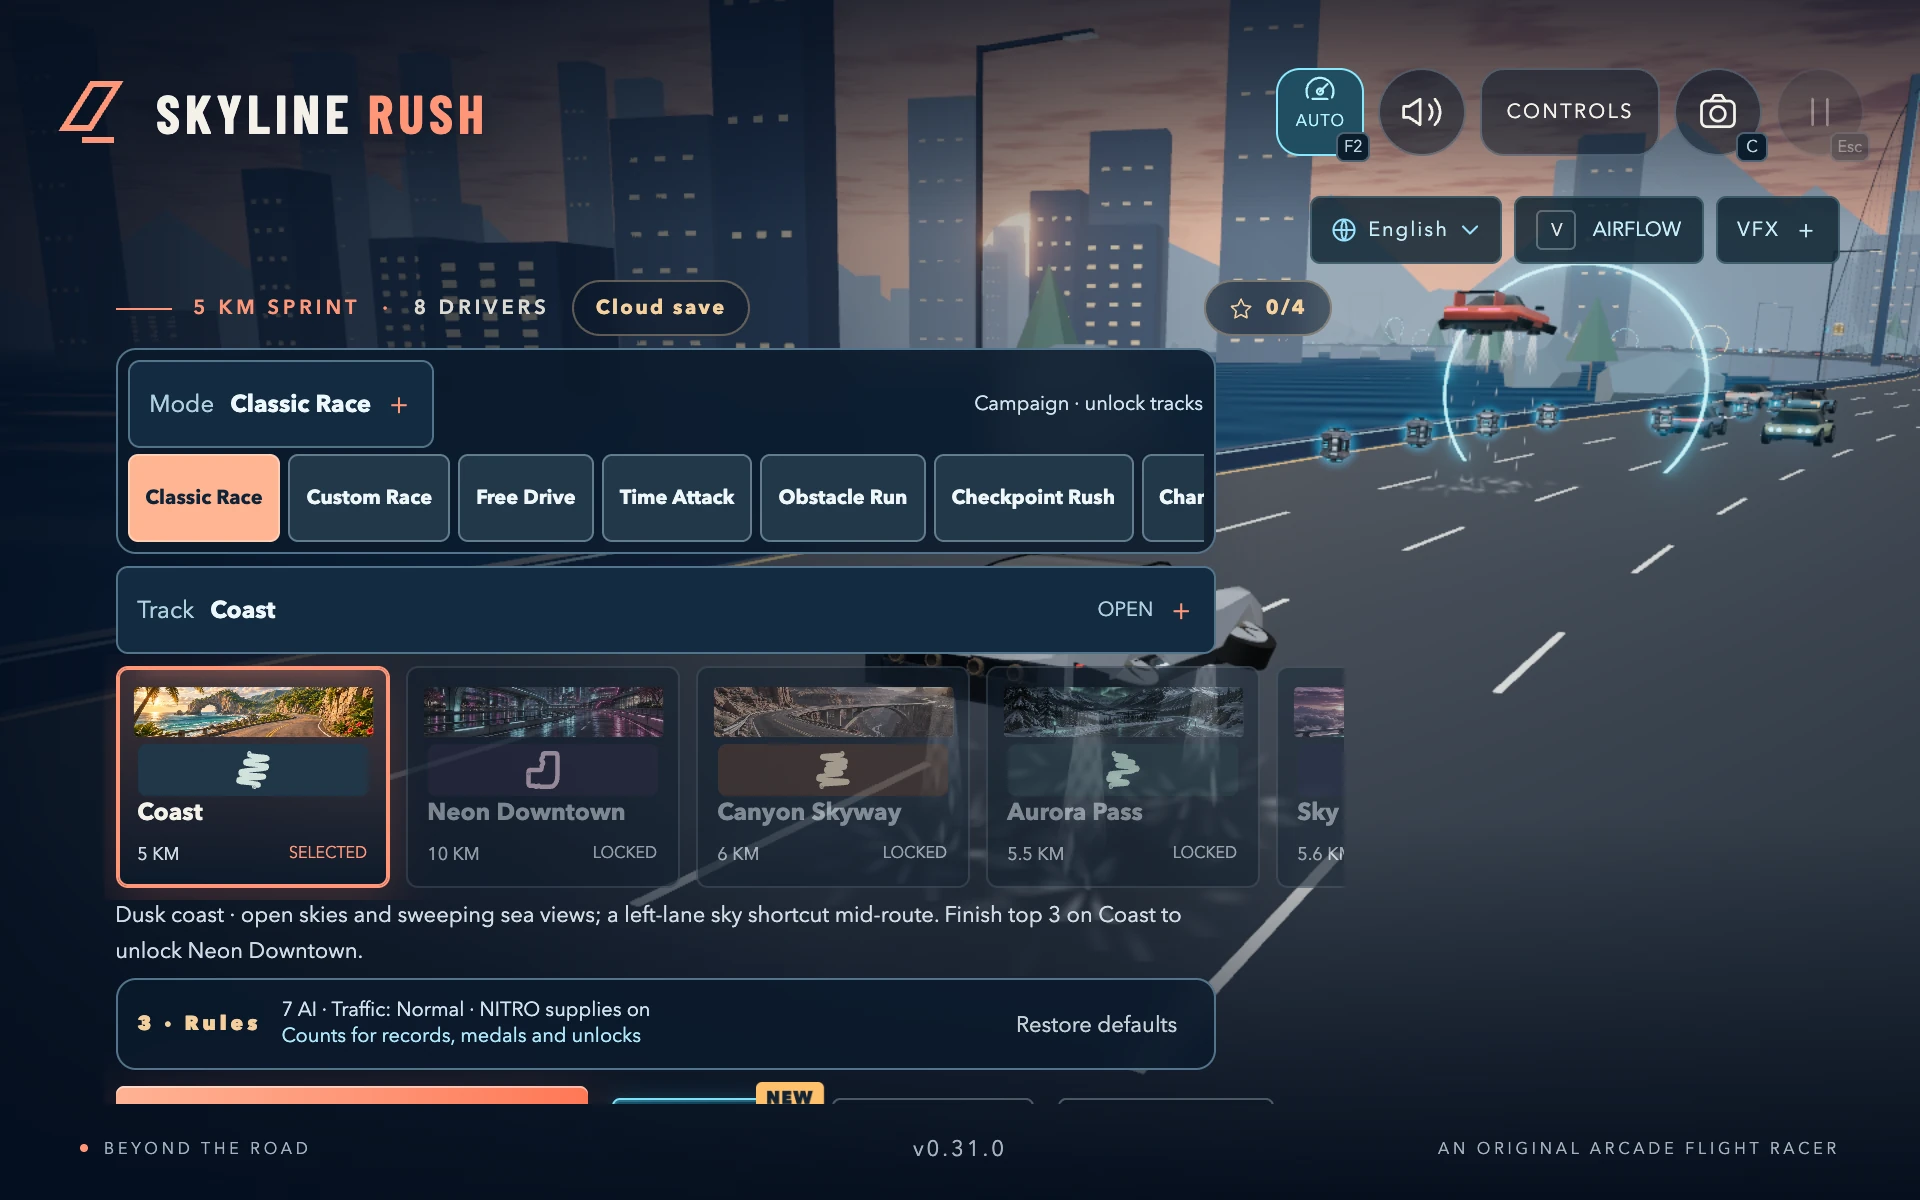 SKYLINE RUSH
AUTO
F2
CONTROLS
C
Esc
English
V AIRFLOW
VFX +
5 KM SPRINT · 8 DRIVERS
Cloud save
0/4
Mode Classic Race +
Campaign · unlock tracks
Classic Race
Custom Race
Free Drive
Time Attack
Obstacle Run
Checkpoint Rush
Track Coast
OPEN +
Coast
5 KM SELECTED
Neon Downtown
10 KM LOCKED
Canyon Skyway
6 KM LOCKED
Aurora Pass
5.5 KM LOCKED
Sky
5.6 KM
Dusk coast · open skies and sweeping sea views; a left-lane sky shortcut mid-route. Finish top 3 on Coast to
unlock Neon Downtown.
3 · Rules
7 AI · Traffic: Normal · NITRO supplies on
Counts for records, medals and unlocks
Restore defaults
NEW
BEYOND THE ROAD
v0.31.0
AN ORIGINAL ARCADE FLIGHT RACER